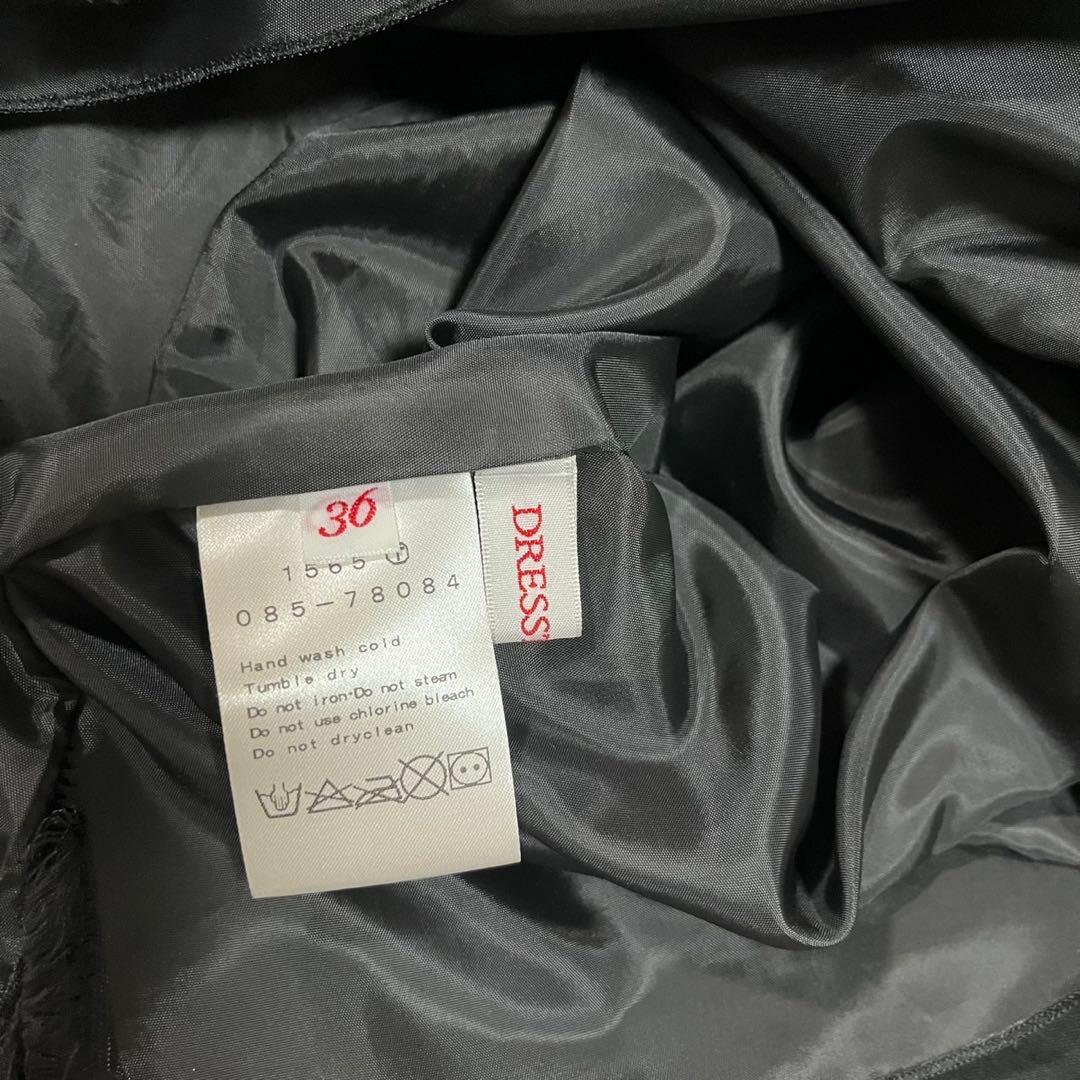 36
1565
085-78084
Hand wash cold
Tumble dry
Do not iron·Do not steam
Do not use chlorine bleach
Do not dryclean
DRESS'